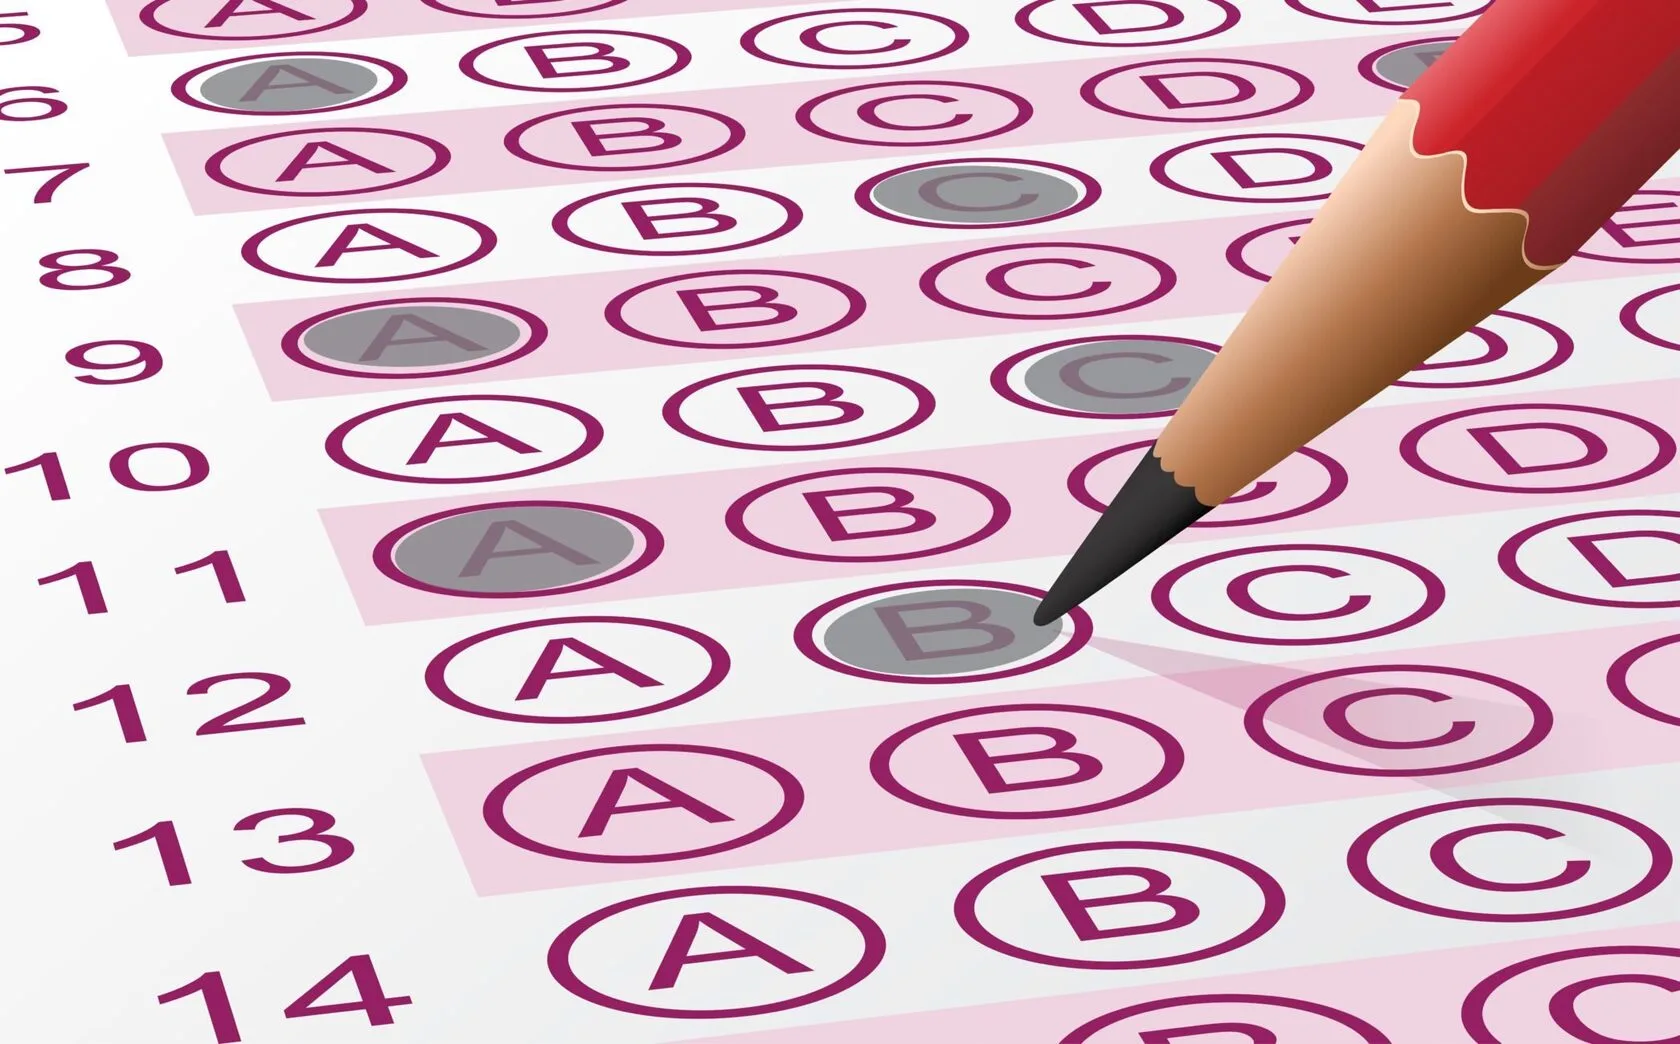 5 A B
6 A B C D E
7 A B C D
8 A B C D
9 A B C E
10 A B C D
11 A B C D
12 A B C D
13 A B C
14 A B C
B C